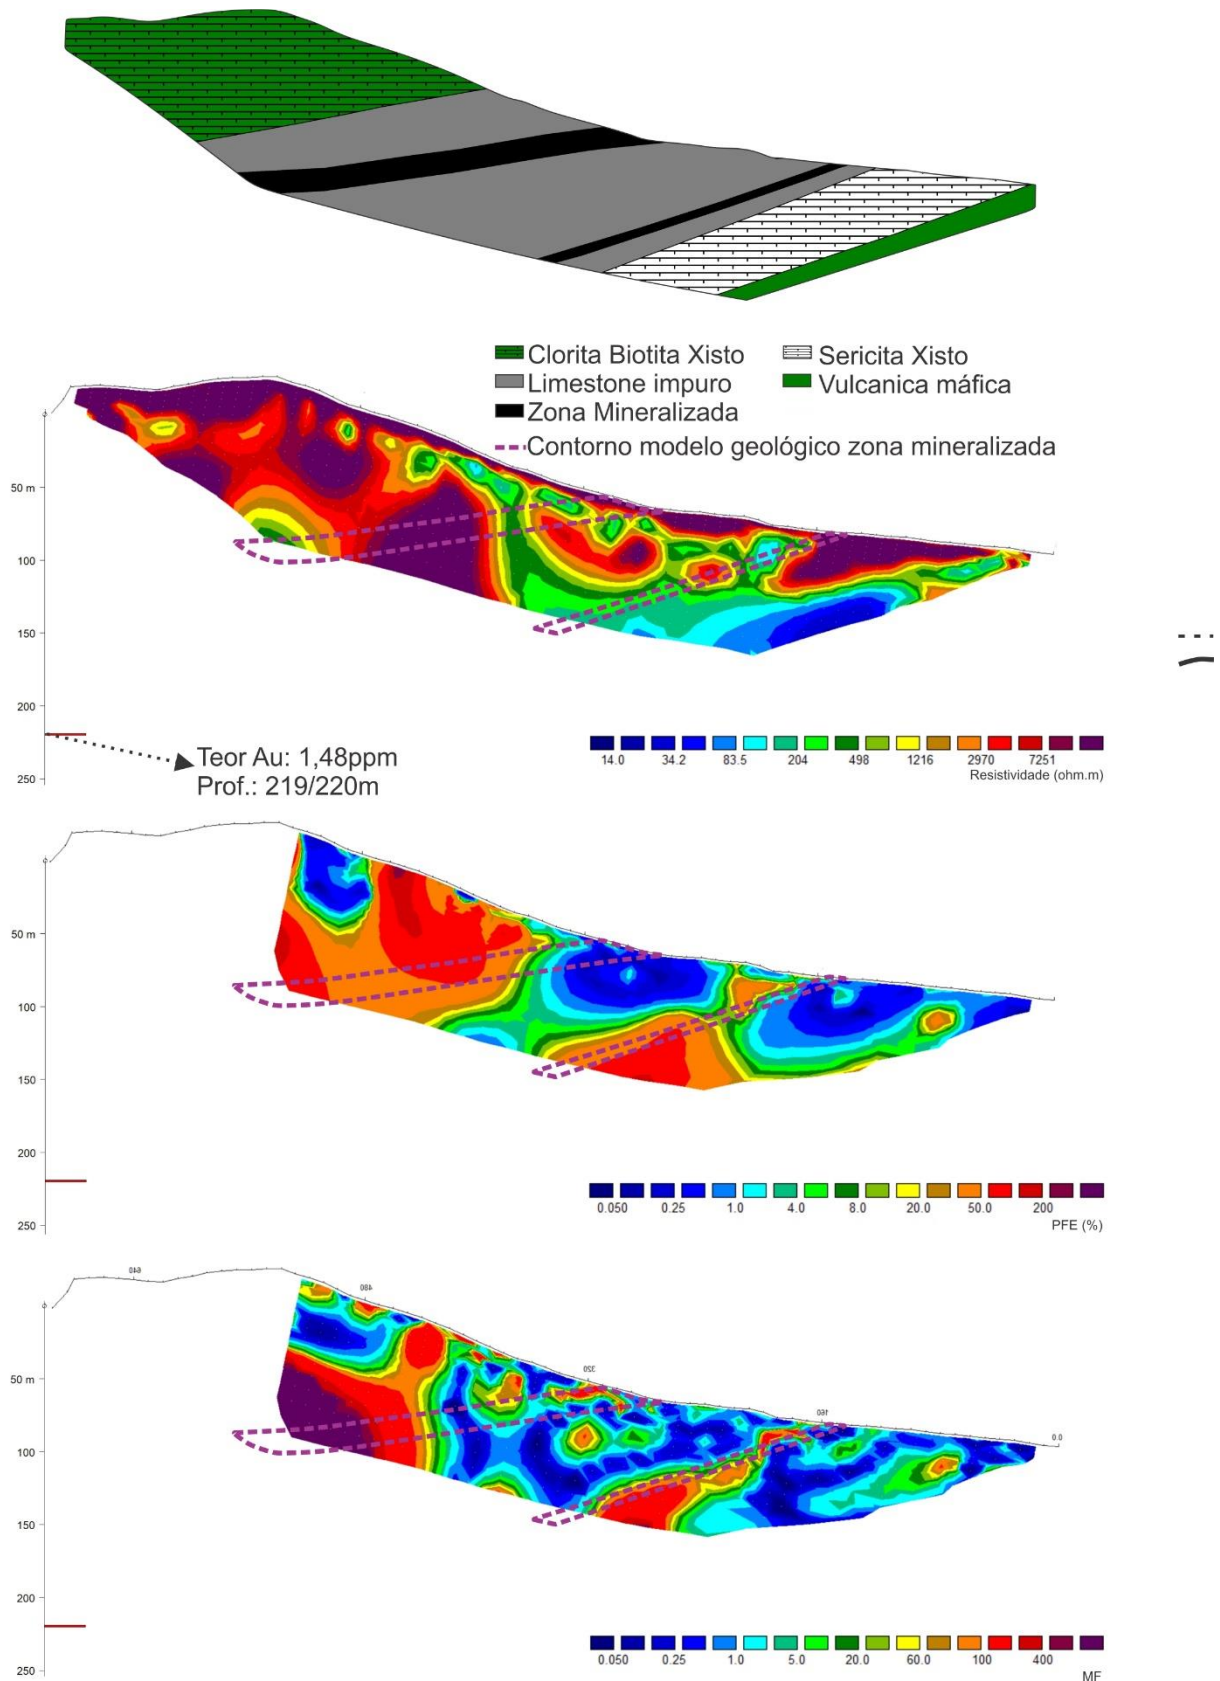 Clorita Biotita Xisto
Sericita Xisto
Limestone impuro
Vulcanica máfica
Zona Mineralizada
Contorno modelo geológico zona mineralizada
0
50 m
100
150
200
250
Teor Au: 1,48ppm
Prof.: 219/220m
14.0 34.2 83.5 204 498 1216 2970 7251
Resistividade (ohm.m)
0
50 m
100
150
200
250
0.050 0.25 1.0 4.0 8.0 20.0 50.0 200
PFE (%)
640
480
320
160
0.0
0
50 m
100
150
200
250
0.050 0.25 1.0 5.0 20.0 60.0 100 400
MF